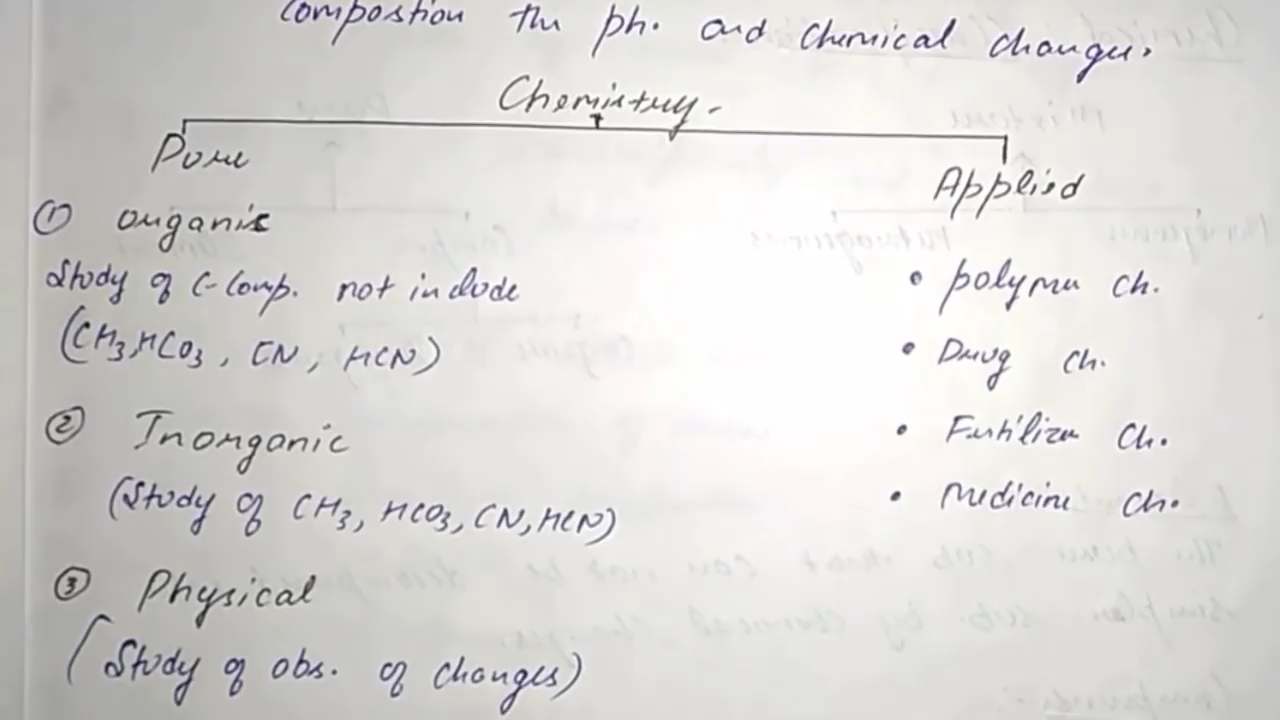 compostion the ph. and chemical changes.
Chemistry.
Pure
Applied
① organic
Study of C-Comp. not include
(CH3, HCO3, CN, HCN)
② Inorganic
(Study of CH3, HCO3, CN, HCN)
③ Physical
(Study of obs. of changes)
• polymer Ch.
• Drug Ch.
• Fertilizer Ch.
• Medicine Ch.